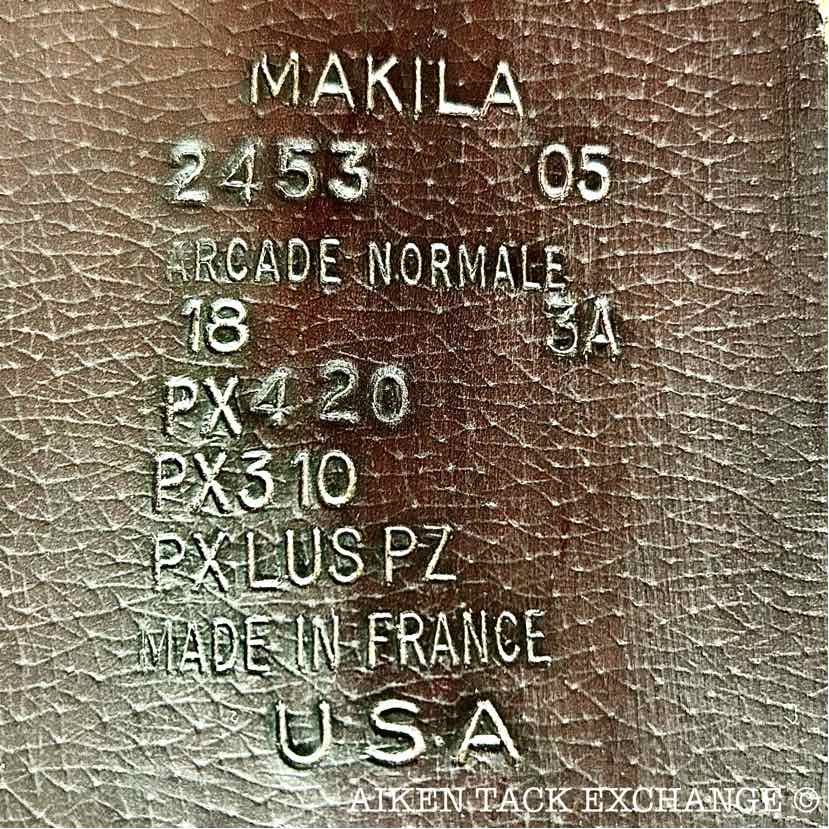 MAKILA
2453 05
ARCADE NORMALE
18 3A
PX420
PX310
PXLUS PZ
MADE IN FRANCE
U.S.A
AIKEN TACK EXCHANGE ©